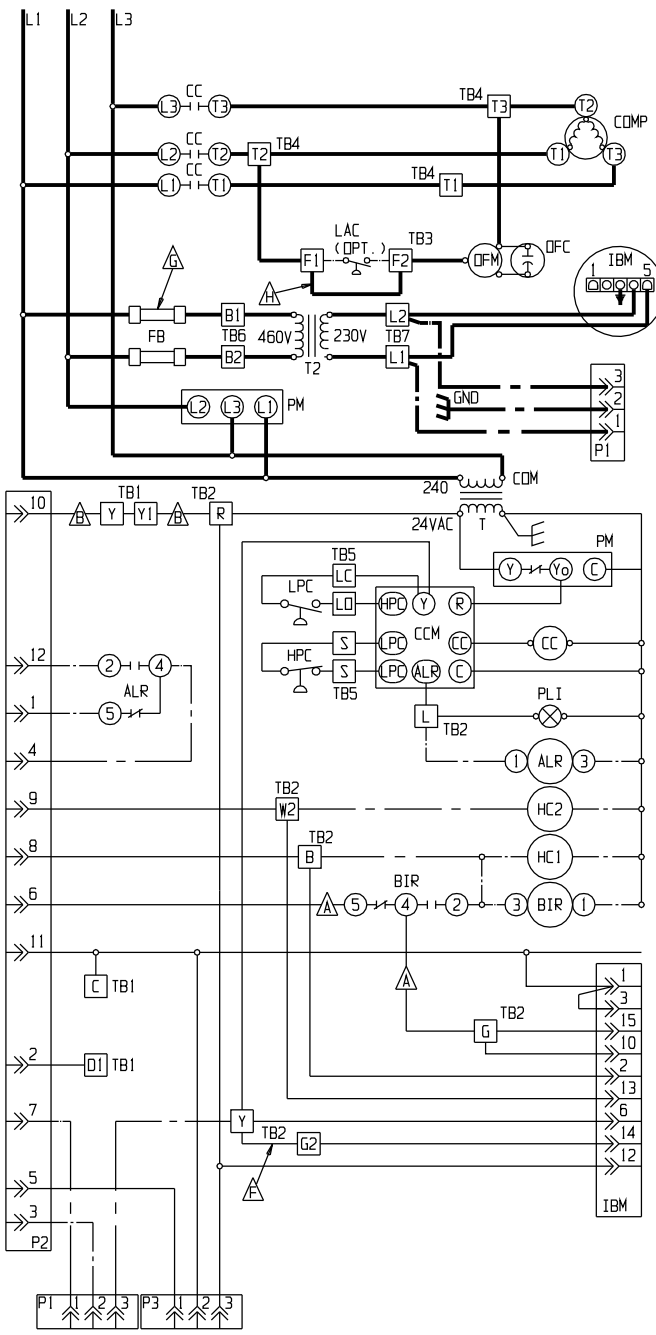 L1 L2 L3
CC
L3 T3 TB4 T3 T2
COMP
CC
L2 T2 T2 TB4 T1 T3
CC
L1 T1 TB4 T1
LAC
(OPT.) TB3
F1 F2 OFM OFC
IBM
1 5
G
H
B1 L2
FB TB6 460V 230V TB7
B2 T2 L1
3
GND 2
1
P1
L2 L3 L1 PM
COM
240
10 TB1 TB2
B Y Y1 B R
24VAC T
PM
Y Yo C
TB5
LC
LPC
LO HPC Y R
CCM
HPC S LPC CC CC
S LPC ALR C
TB5
12 2 4
ALR
1 5
L TB2 PLI
4 1 ALR 3
9 TB2
W2 HC2
8 TB2
B HC1
6 BIR
A 5 4 2 3 BIR 1
11
C TB1
A
1
3
TB2
G 15
10
2 D1 TB1
2
13
7 Y 6
TB2 G2 14
12
5 F
IBM
3
P2
P1 1 2 3 P3 1 2 3